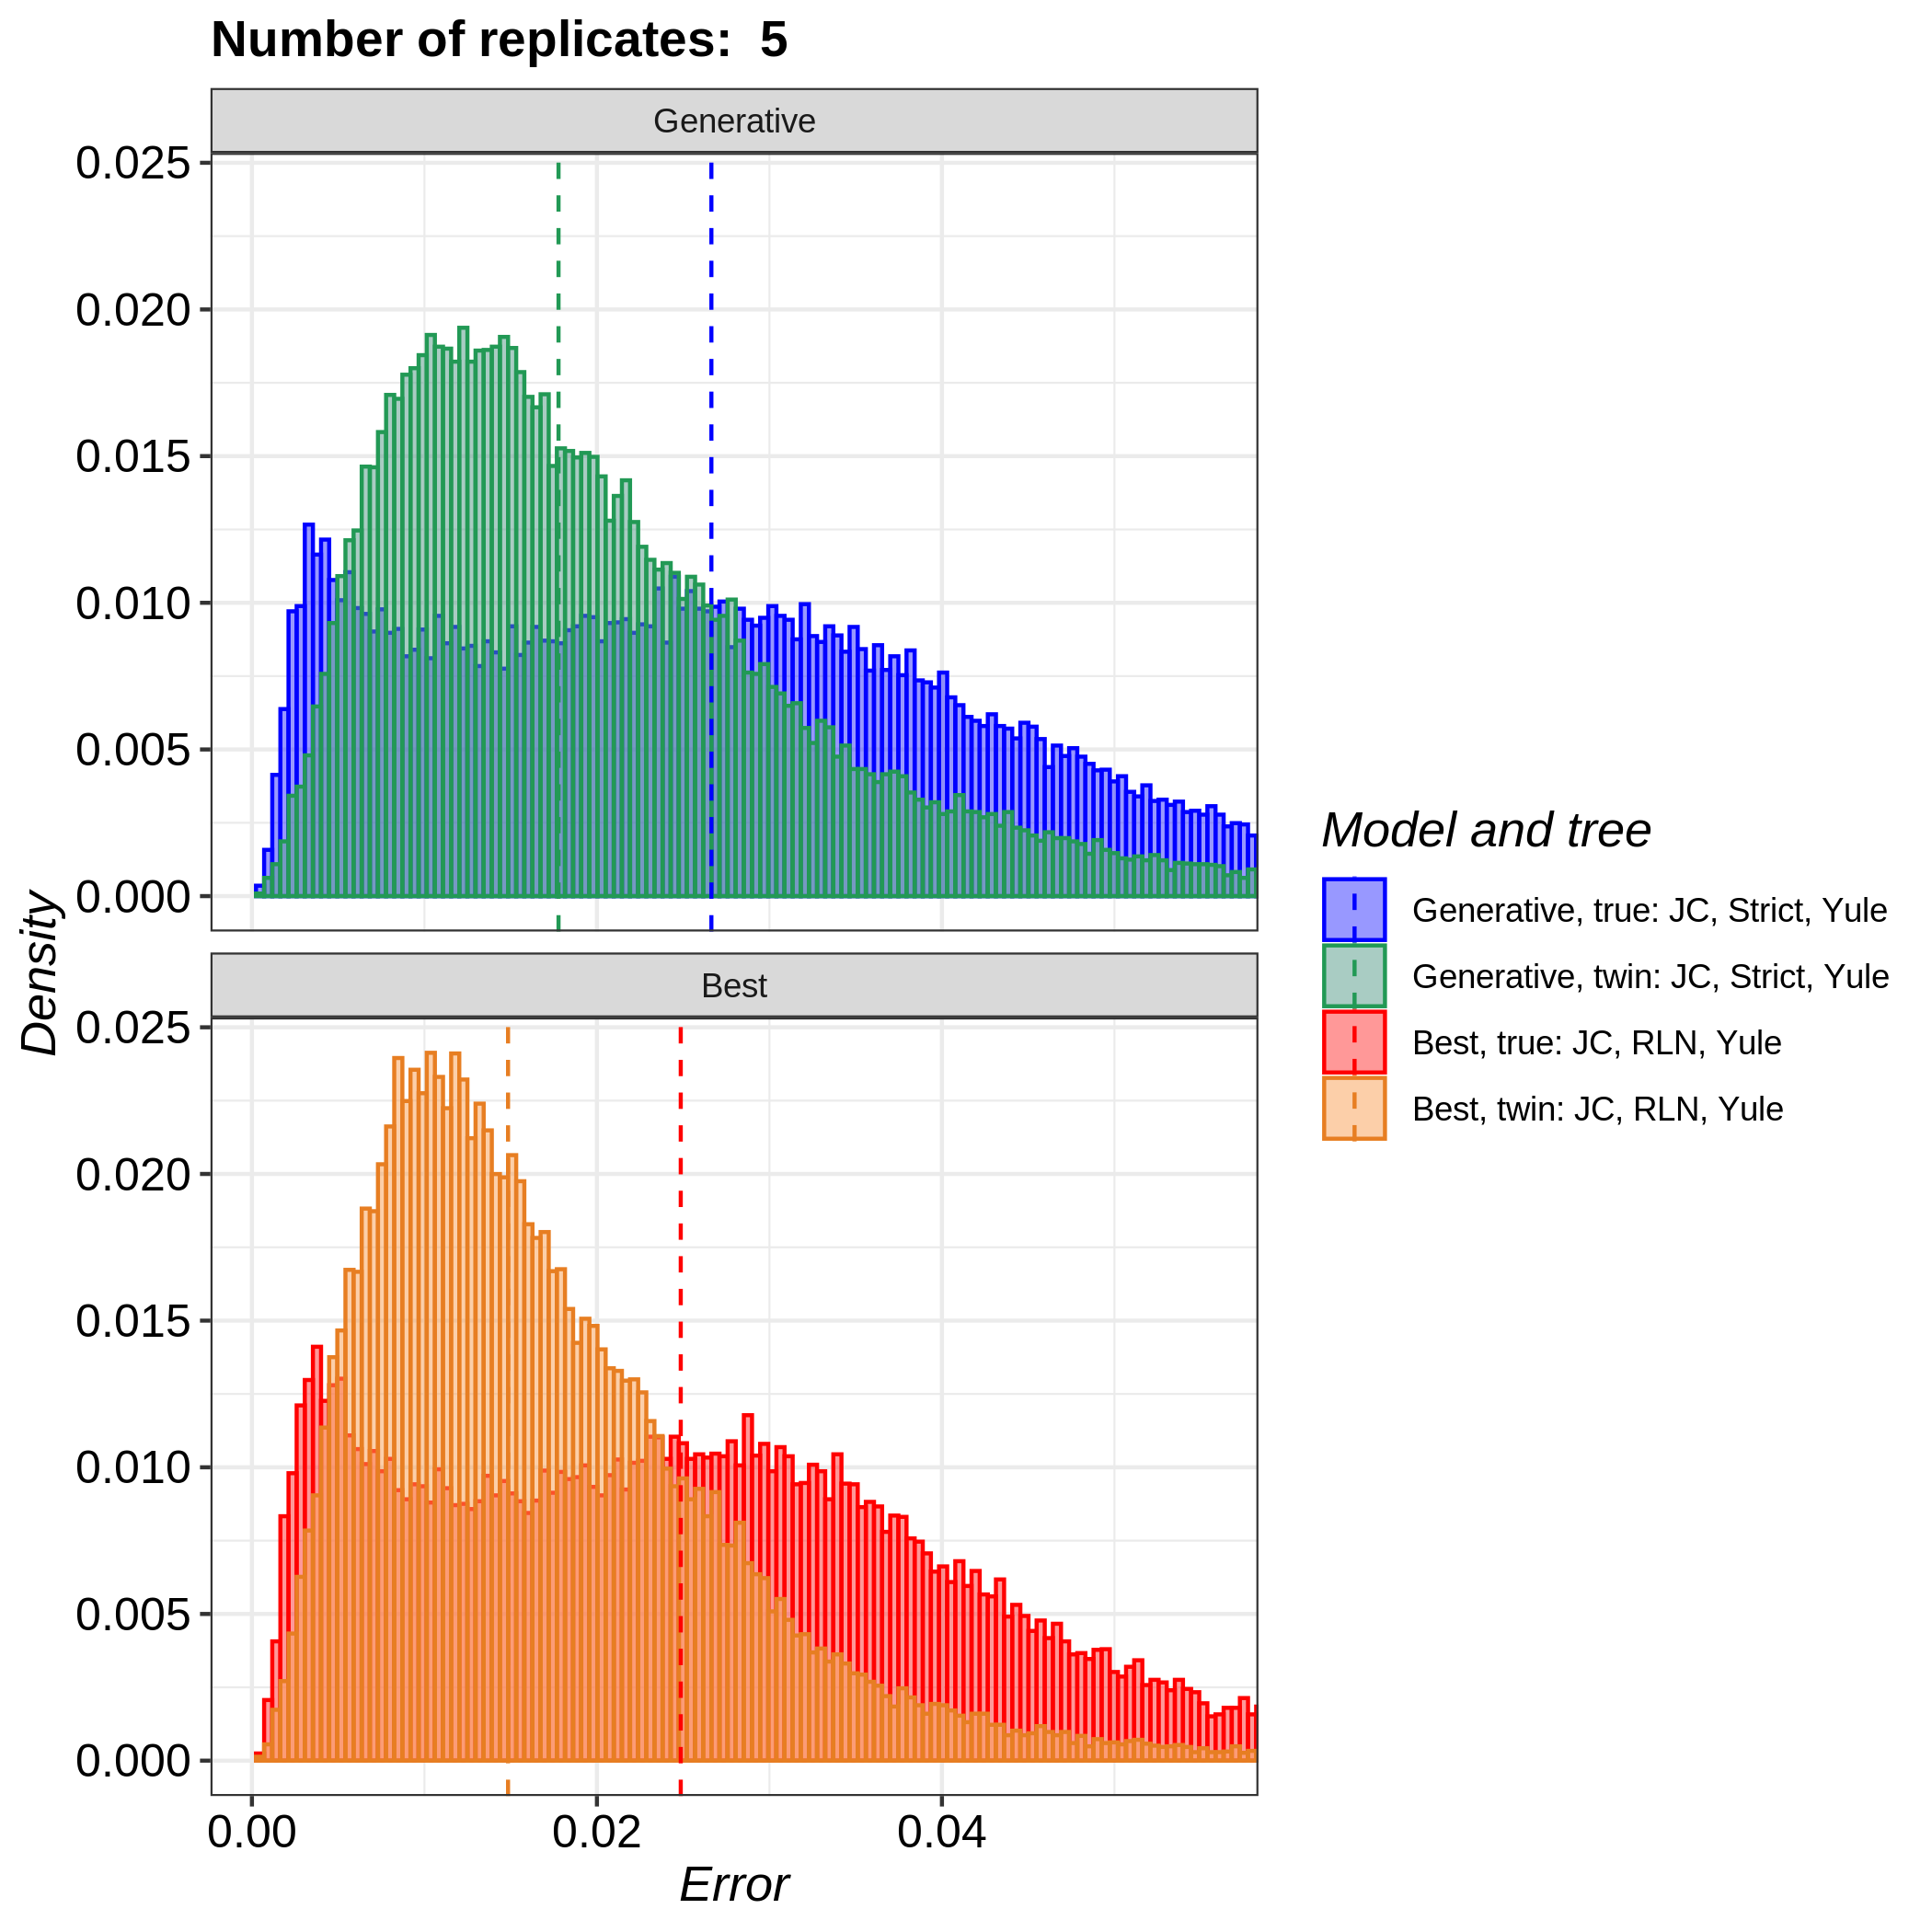 Number of replicates:  5
Generative
0.025
0.020
0.015
0.010
0.005
0.000
Best
0.025
0.020
0.015
0.010
0.005
0.000
0.00 0.02 0.04
Error
Density
Model and tree
Generative, true: JC, Strict, Yule
Generative, twin: JC, Strict, Yule
Best, true: JC, RLN, Yule
Best, twin: JC, RLN, Yule